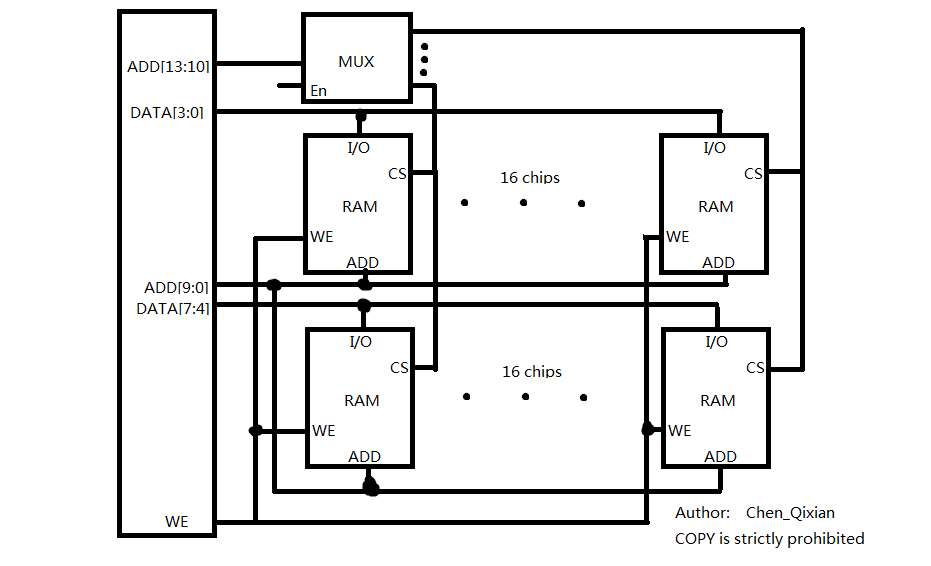 MUX
ADD[13:10]
En
DATA[3:0]
I/O
I/O
CS
CS
16 chips
RAM
RAM
WE
WE
ADD
ADD
ADD[9:0]
DATA[7:4]
I/O
I/O
CS
CS
16 chips
RAM
RAM
WE
WE
ADD
ADD
WE
Author: Chen_Qixian
COPY is strictly prohibited